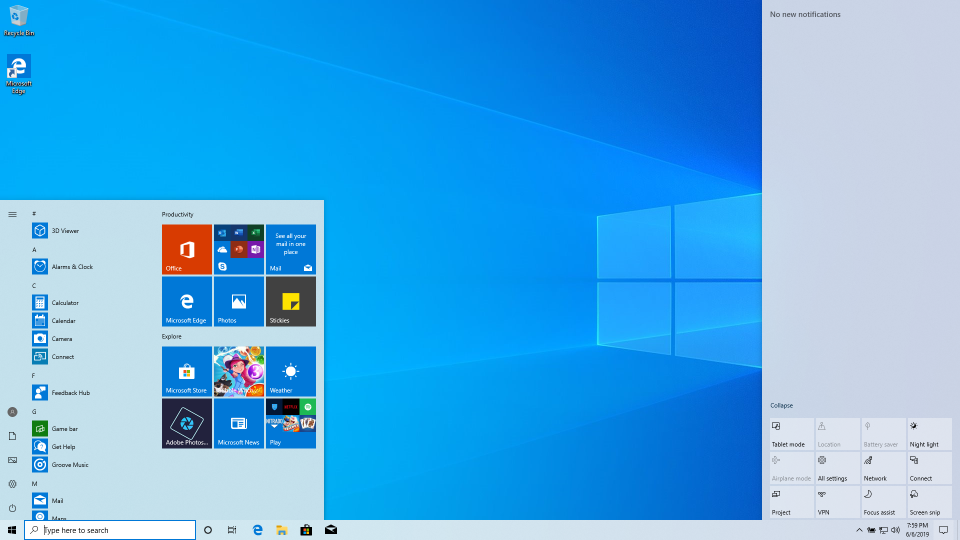 Recycle Bin
Microsoft
Edge
#
3D Viewer
A
Alarms & Clock
C
Calculator
Calendar
Camera
Connect
F
Feedback Hub
G
Game bar
Get Help
Groove Music
M
Mail
Maps
Productivity
Office
See all your
mail in one
place
Mail
Microsoft Edge
Photos
Stickies
Explore
Microsoft Store
Weather
Adobe Photos...
Microsoft News
NETFLIX
Play
No new notifications
Collapse
Tablet mode
Location
Battery saver
Night light
Airplane mode
All settings
Network
Connect
Project
VPN
Focus assist
Screen snip
Type here to search
7:59 PM
6/6/2019